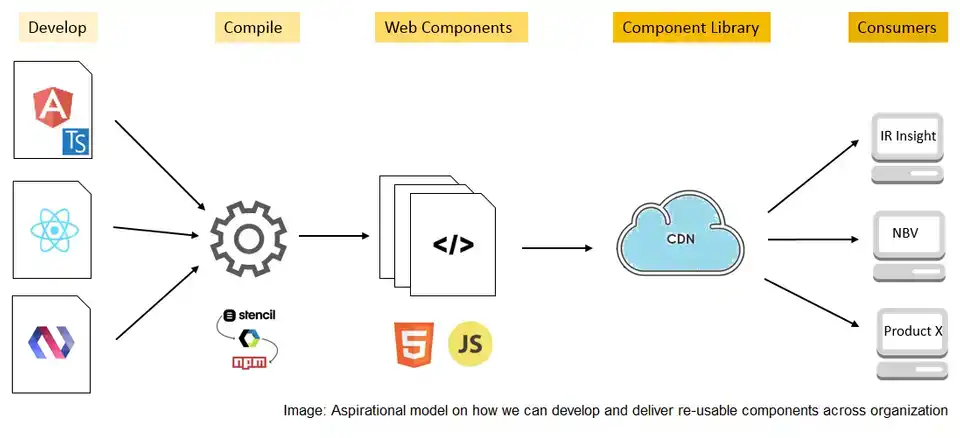 Develop
Compile
Web Components
Component Library
Consumers
A
TS
IR Insight
</>
CDN
NBV
stencil
npm
5
JS
Product X
Image: Aspirational model on how we can develop and deliver re-usable components across organization